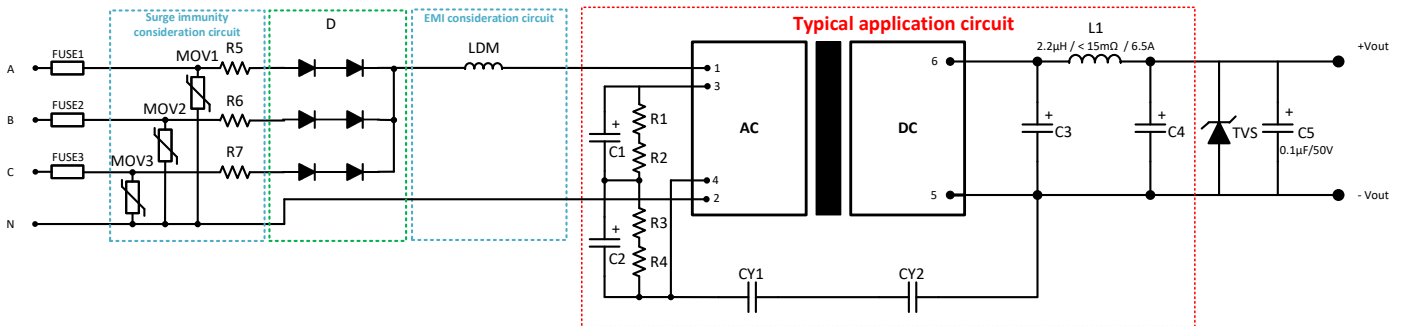 Surge immunity
consideration circuit
D
EMI consideration circuit
Typical application circuit
FUSE1
MOV1
R5
LDM
L1
2.2µH / < 15mΩ / 6.5A
A
1
6
+Vout
3
FUSE2
MOV2
R6
R1
B
AC
DC
C3
C4
TVS
C5
0.1µF/50V
C1
R2
FUSE3
MOV3
R7
C
4
2
5
- Vout
N
R3
C2
R4
CY1
CY2
+
+
+
+
+